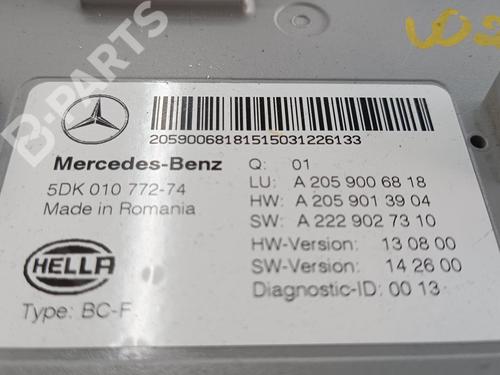 B-PARTS
20590068181515031226133
Mercedes-Benz
5DK 010 772-74
Made in Romania
HELLA
Type: BC-F
Q: 01
LU: A 205 900 68 18
HW: A 205 901 39 04
SW: A 222 902 73 10
HW-Version: 13 08 00
SW-Version: 14 26 00
Diagnostic-ID: 00 13